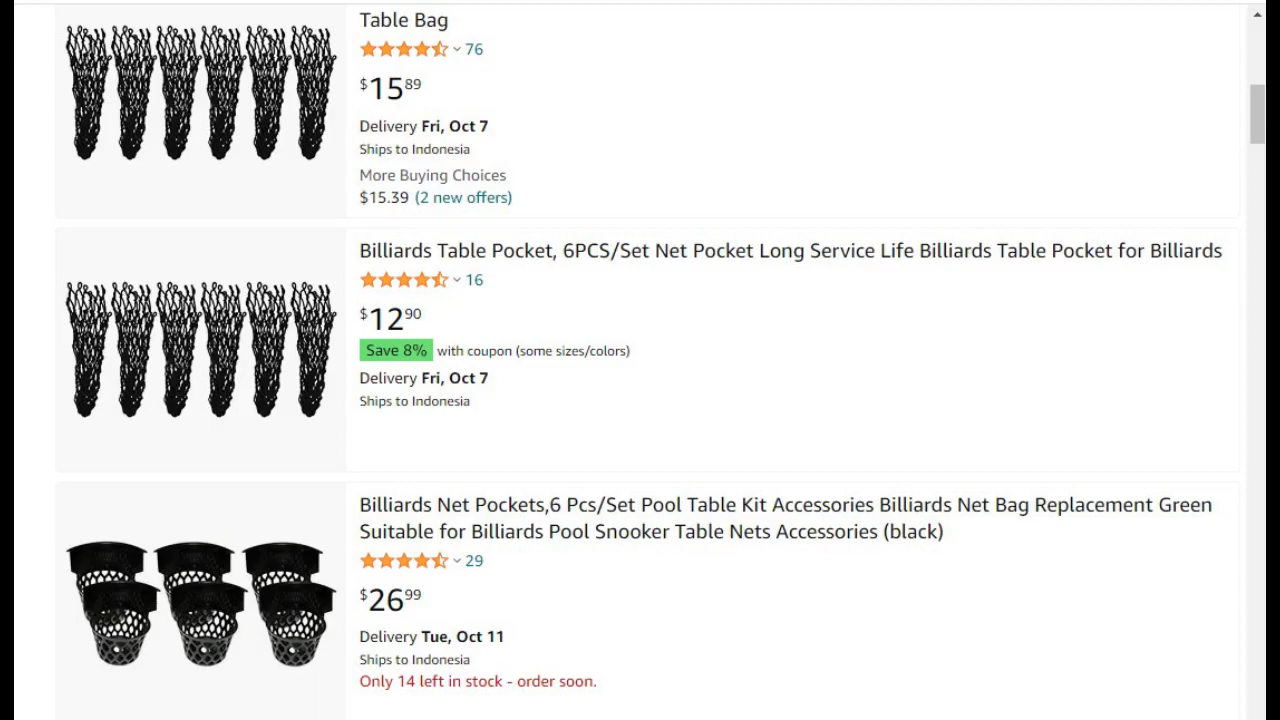 Table Bag
76
$15.89
Delivery Fri, Oct 7
Ships to Indonesia
More Buying Choices
$15.39 (2 new offers)
Billiards Table Pocket, 6PCS/Set Net Pocket Long Service Life Billiards Table Pocket for Billiards
16
$12.90
Save 8% with coupon (some sizes/colors)
Delivery Fri, Oct 7
Ships to Indonesia
Billiards Net Pockets,6 Pcs/Set Pool Table Kit Accessories Billiards Net Bag Replacement Green
Suitable for Billiards Pool Snooker Table Nets Accessories (black)
29
$26.99
Delivery Tue, Oct 11
Ships to Indonesia
Only 14 left in stock - order soon.